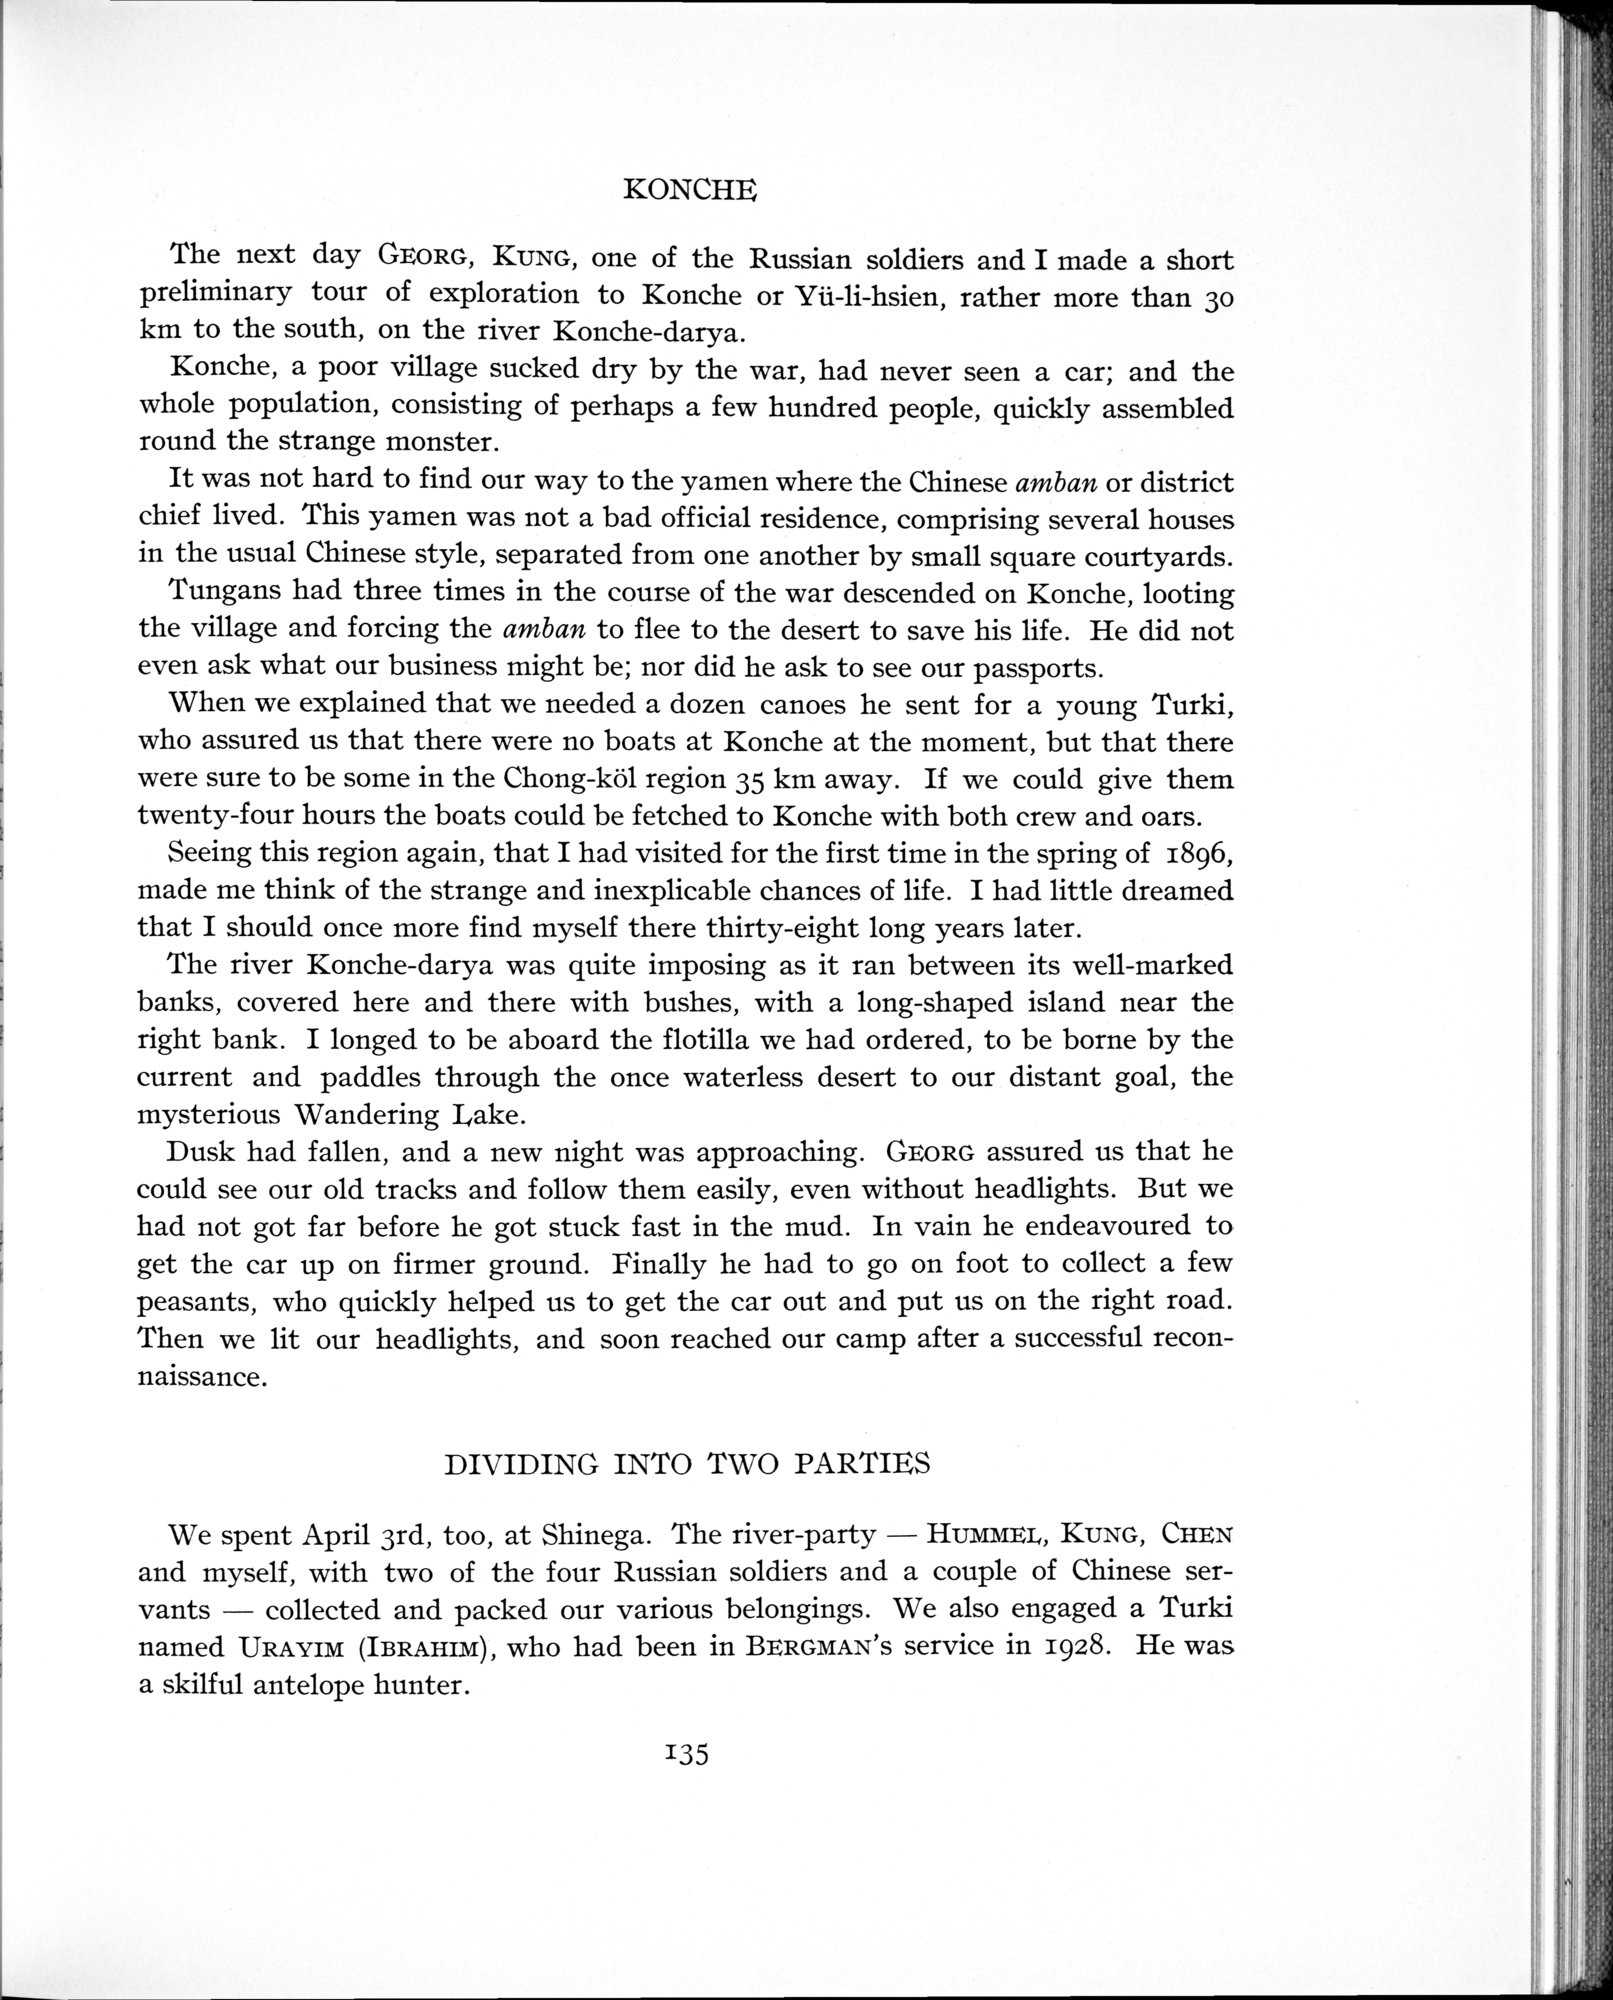 KONCHE
The next day GEORG, KUNG, one of the Russian soldiers and I made a short
preliminary tour of exploration to Konche or Yü-li-hsien, rather more than 30
km to the south, on the river Konche-darya.
Konche, a poor village sucked dry by the war, had never seen a car; and the
whole population, consisting of perhaps a few hundred people, quickly assembled
round the strange monster.
It was not hard to find our way to the yamen where the Chinese amban or district
chief lived. This yamen was not a bad official residence, comprising several houses
in the usual Chinese style, separated from one another by small square courtyards.
Tungans had three times in the course of the war descended on Konche, looting
the village and forcing the amban to flee to the desert to save his life. He did not
even ask what our business might be; nor did he ask to see our passports.
When we explained that we needed a dozen canoes he sent for a young Turki,
who assured us that there were no boats at Konche at the moment, but that there
were sure to be some in the Chong-köl region 35 km away. If we could give them
twenty-four hours the boats could be fetched to Konche with both crew and oars.
Seeing this region again, that I had visited for the first time in the spring of 1896,
made me think of the strange and inexplicable chances of life. I had little dreamed
that I should once more find myself there thirty-eight long years later.
The river Konche-darya was quite imposing as it ran between its well-marked
banks, covered here and there with bushes, with a long-shaped island near the
right bank. I longed to be aboard the flotilla we had ordered, to be borne by the
current and paddles through the once waterless desert to our distant goal, the
mysterious Wandering Lake.
Dusk had fallen, and a new night was approaching. GEORG assured us that he
could see our old tracks and follow them easily, even without headlights. But we
had not got far before he got stuck fast in the mud. In vain he endeavoured to
get the car up on firmer ground. Finally he had to go on foot to collect a few
peasants, who quickly helped us to get the car out and put us on the right road.
Then we lit our headlights, and soon reached our camp after a successful recon-
naissance.
DIVIDING INTO TWO PARTIES
We spent April 3rd, too, at Shinega. The river-party — HUMMEL, KUNG, CHEN
and myself, with two of the four Russian soldiers and a couple of Chinese ser-
vants — collected and packed our various belongings. We also engaged a Turki
named URAYIM (IBRAHIM), who had been in BERGMAN'S service in 1928. He was
a skilful antelope hunter.
135